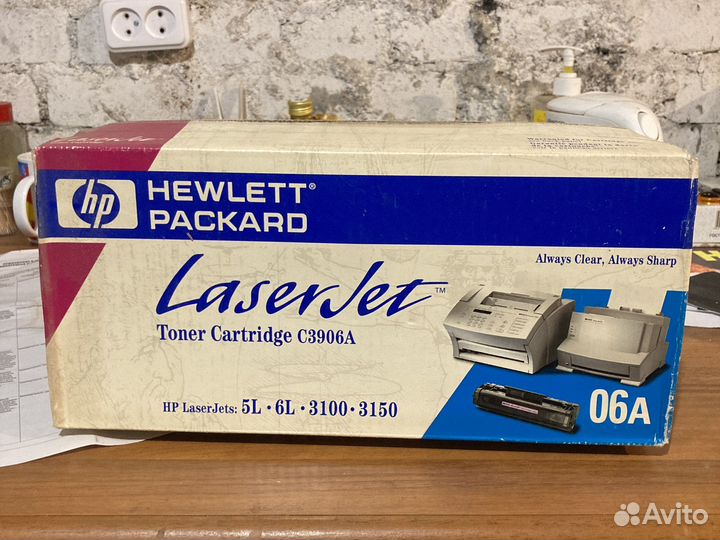 LaserJet
hp
HEWLETT®
PACKARD
Always Clear, Always Sharp
LaserJet™
Toner Cartridge C3906A
HP LaserJets: 5L • 6L • 3100 • 3150
06A
Avito